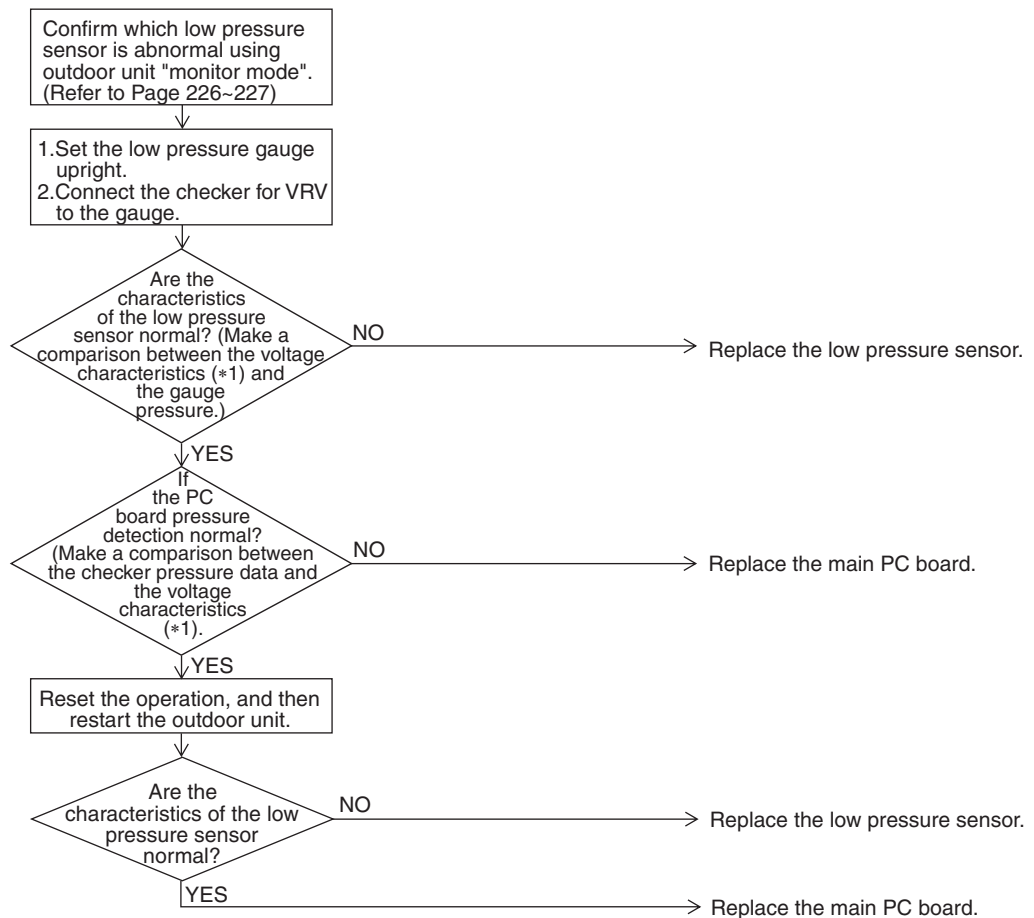 Confirm which low pressure
sensor is abnormal using
outdoor unit "monitor mode".
(Refer to Page 226~227)
1.Set the low pressure gauge
upright.
2.Connect the checker for VRV
to the gauge.
Are the
characteristics
of the low pressure
sensor normal? (Make a
comparison between the voltage
characteristics (*1) and
the gauge
pressure.)
NO
Replace the low pressure sensor.
YES
If
the PC
board pressure
detection normal?
(Make a comparison between
the checker pressure data and
the voltage
characteristics
(*1).
NO
Replace the main PC board.
YES
Reset the operation, and then
restart the outdoor unit.
Are the
characteristics of the low
pressure sensor
normal?
NO
Replace the low pressure sensor.
YES
Replace the main PC board.